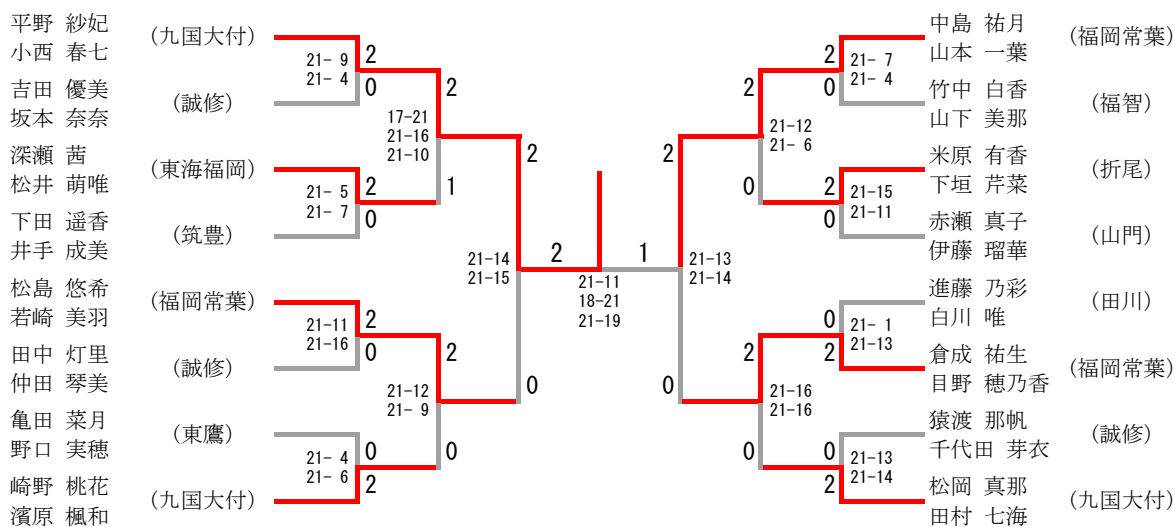 平野 紗妃
小西 春七
(九国大付)
吉田 優美
坂本 奈奈
(誠修)
深瀬 茜
松井 萌唯
(東海福岡)
下田 遥香
井手 成美
(筑豊)
松島 悠希
若崎 美羽
(福岡常葉)
田中 灯里
仲田 琴美
(誠修)
亀田 菜月
野口 実穂
(東鷹)
崎野 桃花
濱原 楓和
(九国大付)
21- 9
21- 4
2
0
21- 5
21- 7
2
0
21-11
21-16
2
0
21- 4
21- 6
0
2
17-21
21-16
21-10
2
1
21-12
21- 9
2
0
21-14
21-15
2
0
2
1
21-11
18-21
21-19
21-13
21-14
2
0
21-12
21- 6
2
0
21-16
21-16
2
0
21- 7
21- 4
2
0
21-15
21-11
2
0
21- 1
21-13
0
2
21-13
21-14
0
2
中島 祐月
山本 一葉
(福岡常葉)
竹中 白香
山下 美那
(福智)
米原 有香
下垣 芹菜
(折尾)
赤瀬 真子
伊藤 瑠華
(山門)
進藤 乃彩
白川 唯
(田川)
倉成 祐生
目野 穂乃香
(福岡常葉)
猿渡 那帆
千代田 芽衣
(誠修)
松岡 真那
田村 七海
(九国大付)